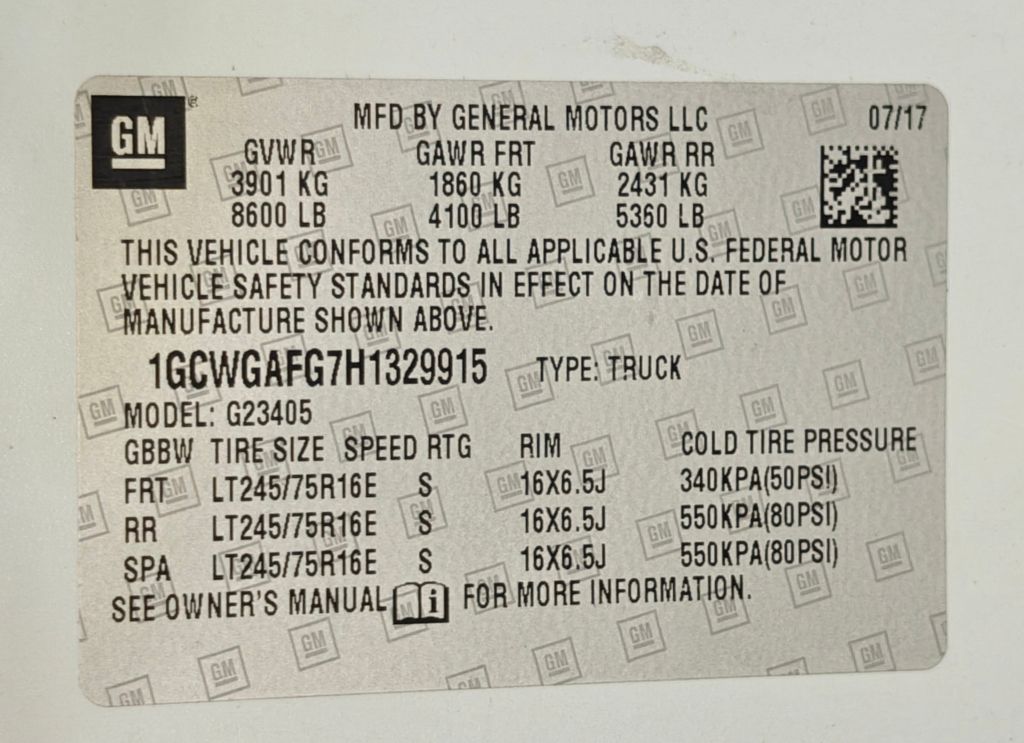 GM
MFD BY GENERAL MOTORS LLC 07/17
GVWR GAWR FRT GAWR RR
3901 KG 1860 KG 2431 KG
8600 LB 4100 LB 5360 LB
THIS VEHICLE CONFORMS TO ALL APPLICABLE U.S. FEDERAL MOTOR
VEHICLE SAFETY STANDARDS IN EFFECT ON THE DATE OF
MANUFACTURE SHOWN ABOVE.
1GCWGAFG7H1329915 TYPE: TRUCK
MODEL: G23405
GBBW TIRE SIZE SPEED RTG RIM COLD TIRE PRESSURE
FRT LT245/75R16E S 16X6.5J 340KPA(50PSI)
RR LT245/75R16E S 16X6.5J 550KPA(80PSI)
SPA LT245/75R16E S 16X6.5J 550KPA(80PSI)
SEE OWNER'S MANUAL i FOR MORE INFORMATION.